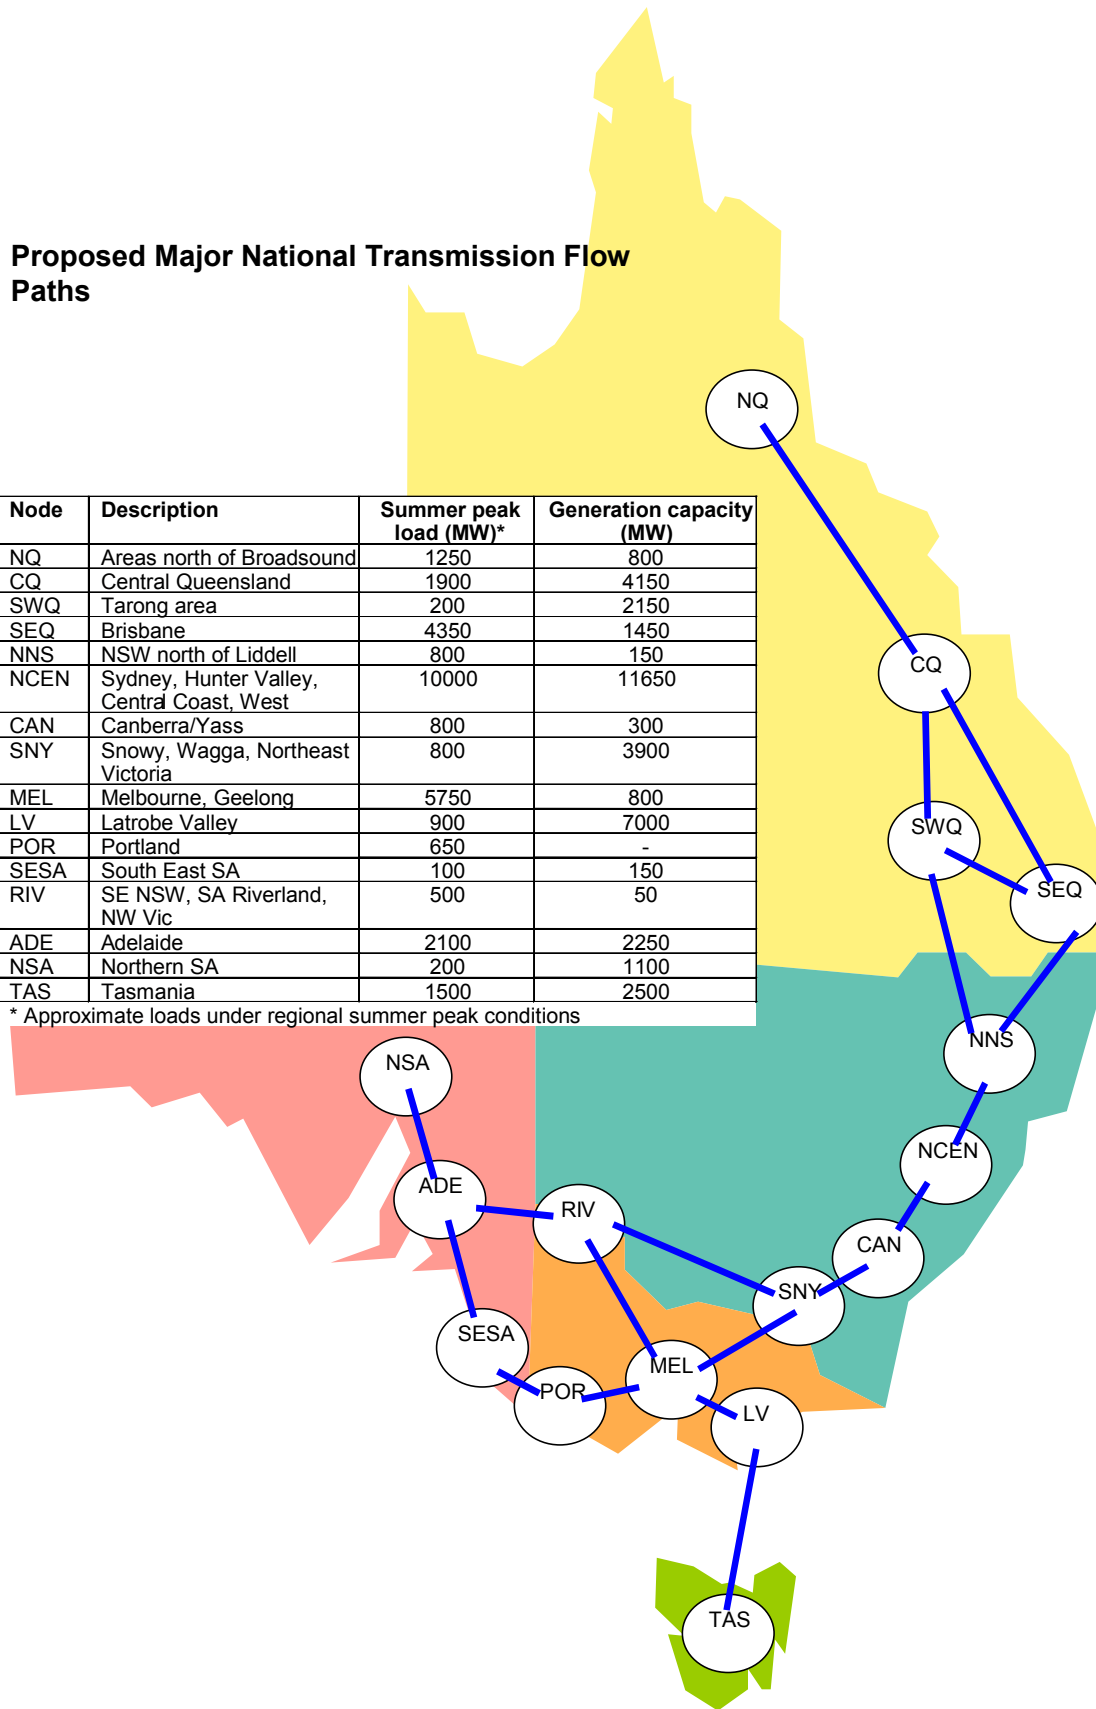 Proposed Major National Transmission Flow
Paths
NQ
Node Description Summer peak Generation capacity
load (MW)* (MW)
NQ Areas north of Broadsound 1250 800
CQ Central Queensland 1900 4150
SWQ Tarong area 200 2150
SEQ Brisbane 4350 1450
NNS NSW north of Liddell 800 150
NCEN Sydney, Hunter Valley, 10000 11650
Central Coast, West
CAN Canberra/Yass 800 300
SNY Snowy, Wagga, Northeast 800 3900
Victoria
MEL Melbourne, Geelong 5750 800
LV Latrobe Valley 900 7000
POR Portland 650 -
SESA South East SA 100 150
RIV SE NSW, SA Riverland, 500 50
NW Vic
ADE Adelaide 2100 2250
NSA Northern SA 200 1100
TAS Tasmania 1500 2500
* Approximate loads under regional summer peak conditions
CQ
SWQ
SEQ
NNS
NSA
NCEN
ADE
RIV
CAN
SNY
SESA
MEL
POR
LV
TAS